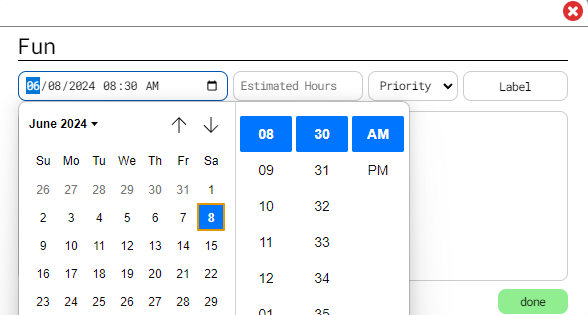 Fun
06/08/2024 08:30 AM Estimated Hours Priority Label
June 2024
Su Mo Tu We Th Fr Sa
26 27 28 29 30 31 1
2 3 4 5 6 7 8
9 10 11 12 13 14 15
16 17 18 19 20 21 22
23 24 25 26 27 28 29
08 30 AM
09 31 PM
10 32
11 33
12 34
01 35
done